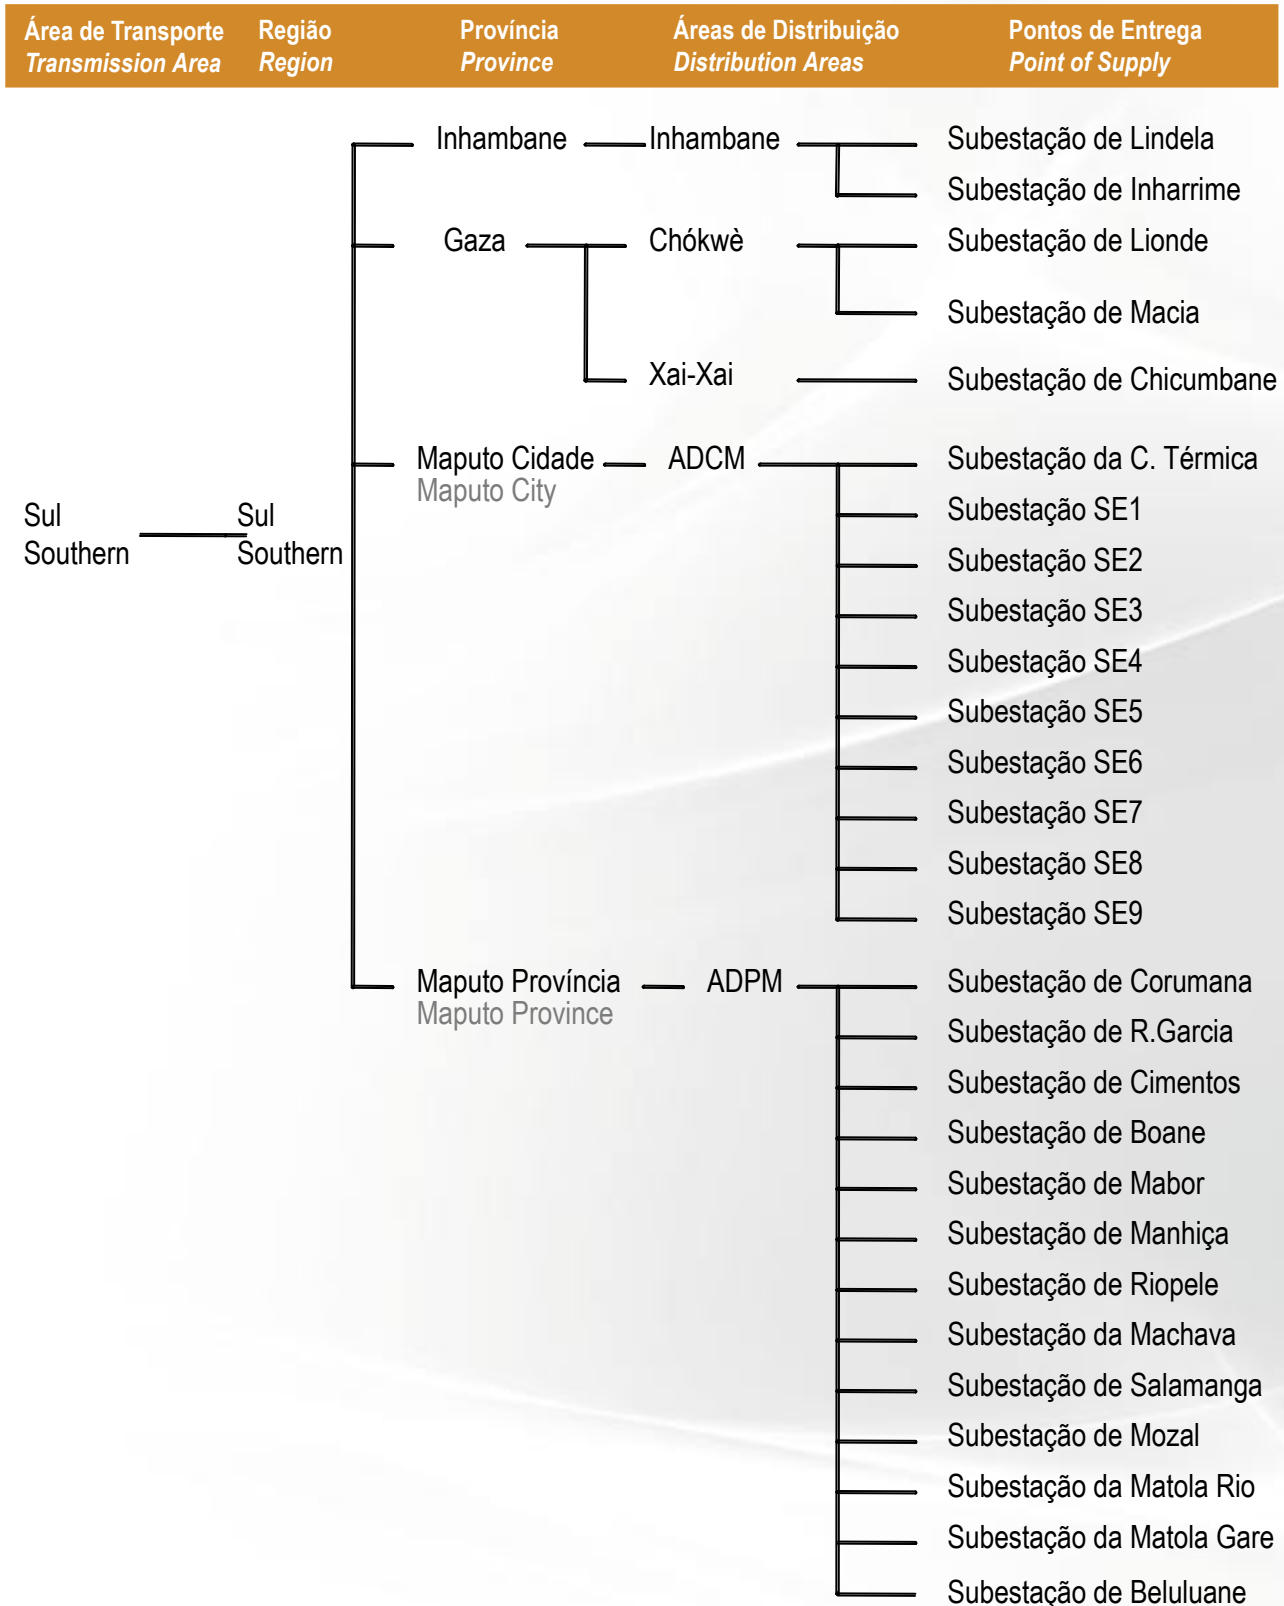 Área de Transporte Região Província Áreas de Distribuição Pontos de Entrega
Transmission Area Region Province Distribution Areas Point of Supply
Inhambane Inhambane Subestação de Lindela
Subestação de Inharrime
Gaza Chókwè Subestação de Lionde
Subestação de Macia
Xai-Xai Subestação de Chicumbane
Maputo Cidade ADCM Subestação da C. Térmica
Maputo City
Sul Sul Subestação SE1
Southern Southern Subestação SE2
Subestação SE3
Subestação SE4
Subestação SE5
Subestação SE6
Subestação SE7
Subestação SE8
Subestação SE9
Maputo Província ADPM Subestação de Corumana
Maputo Province
Subestação de R.Garcia
Subestação de Cimentos
Subestação de Boane
Subestação de Mabor
Subestação de Manhiça
Subestação de Riopele
Subestação da Machava
Subestação de Salamanga
Subestação de Mozal
Subestação da Matola Rio
Subestação da Matola Gare
Subestação de Beluluane